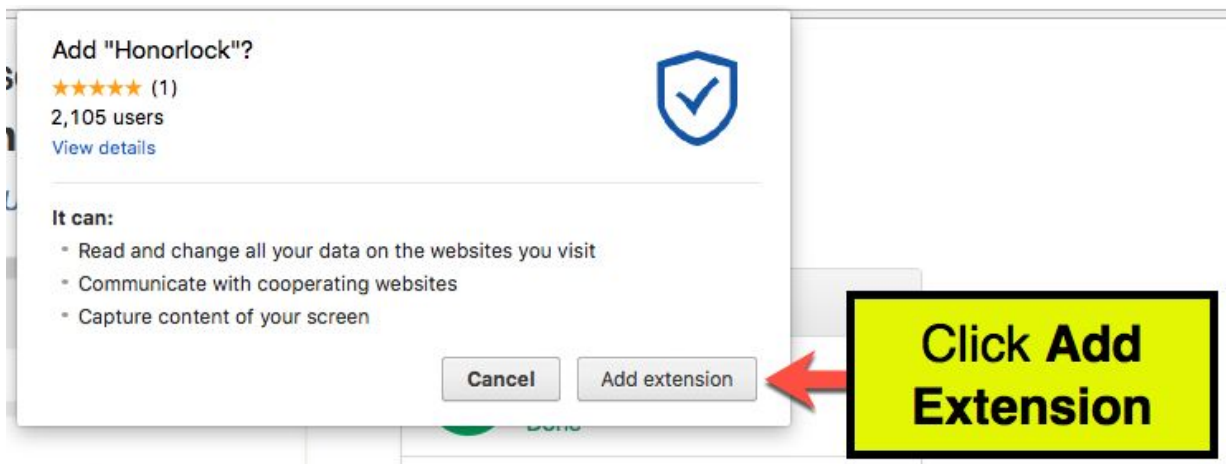 Add "Honorlock"?
★★★★★ (1)
2,105 users
View details
It can:
Read and change all your data on the websites you visit
Communicate with cooperating websites
Capture content of your screen
Cancel
Add extension
Click Add
Extension
Done